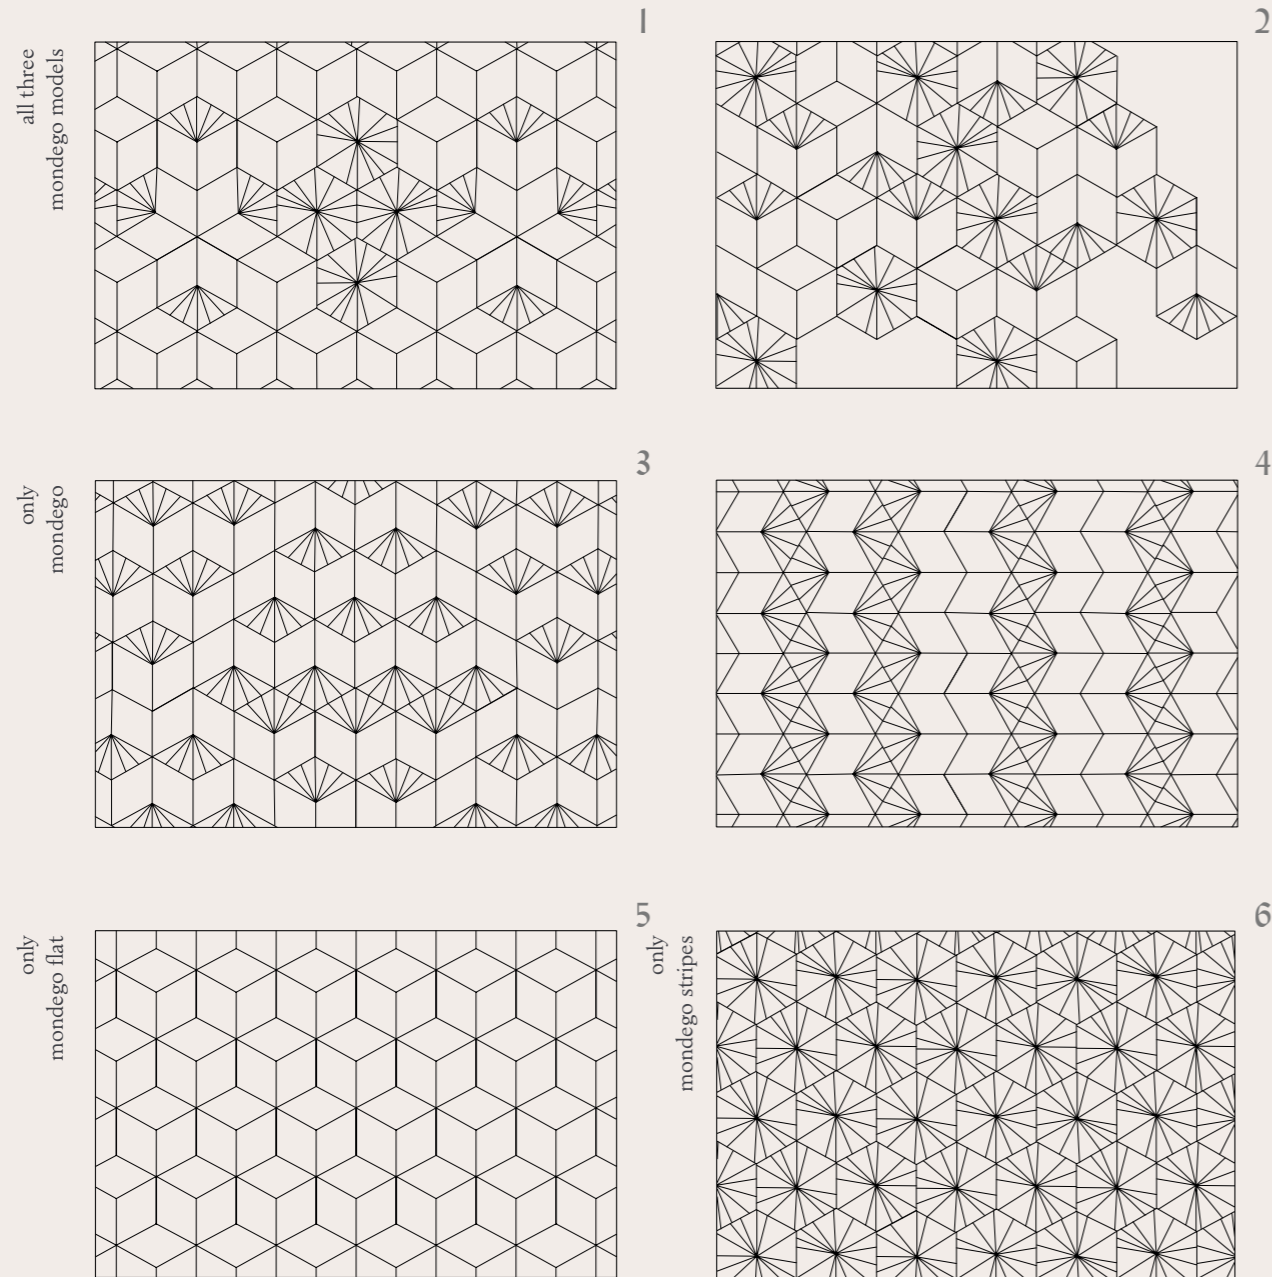 1
all three
mondego models
2
3
only
mondego
4
5
only
mondego flat
6
only
mondego stripes